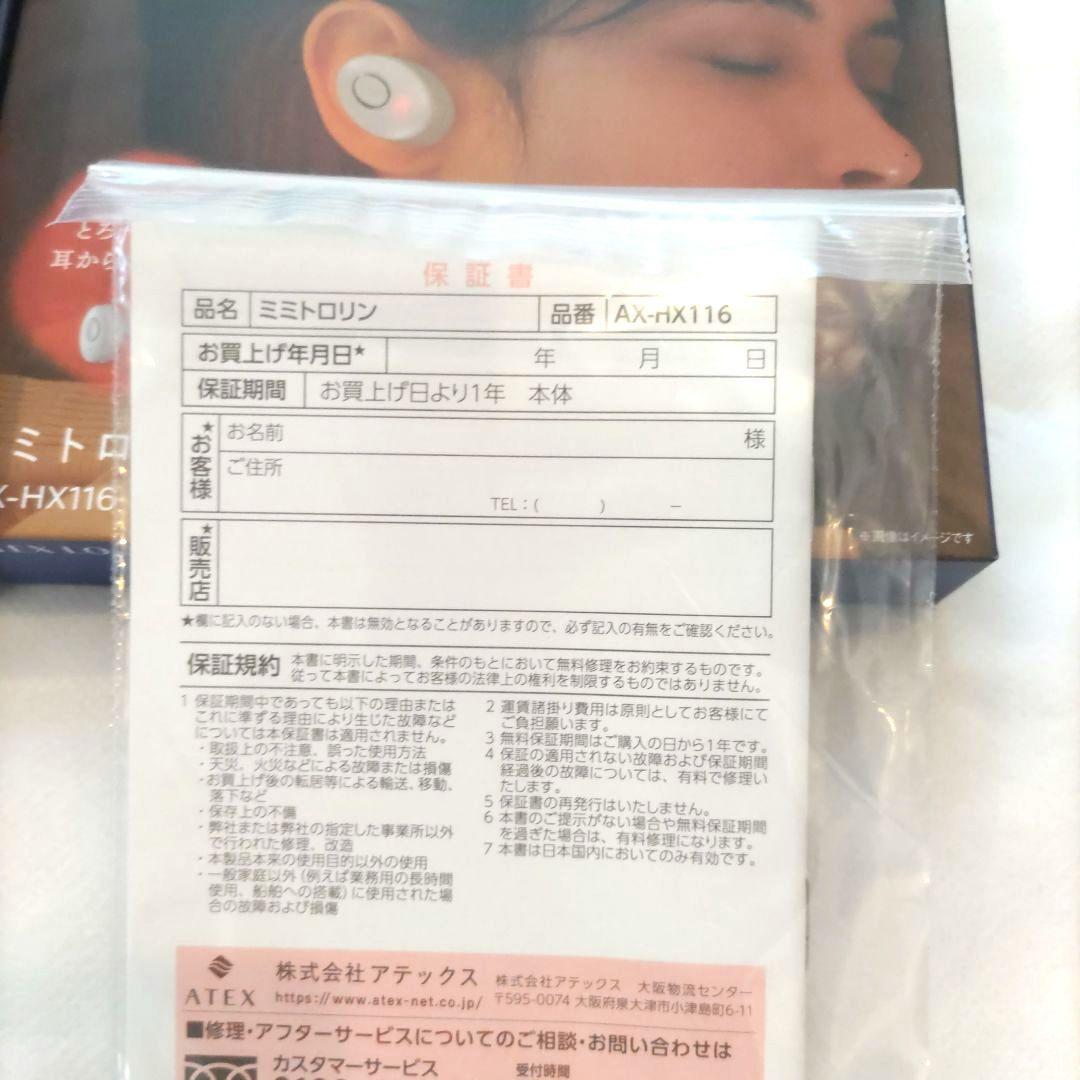 とろ
耳から
ミトロ
X-HX116
※画像はイメージです
保証書
品名 ミミトロリン 品番 AX-HX116
お買上げ年月日★ 年 月 日
保証期間 お買上げ日より1年 本体
★お客様
お名前 様
ご住所
TEL:( ) −
★販売店
★欄に記入のない場合、本書は無効となることがありますので、必ず記入の有無をご確認ください。
保証規約
本書に明示した期間、条件のもとにおいて無料修理をお約束するものです。
従って本書によってお客様の法律上の権利を制限するものではありません。
1 保証期間中であっても以下の理由または
これに準ずる理由により生じた故障など
については本保証書は適用されません。
・取扱上の不注意、誤った使用方法
・天災、火災などによる故障または損傷
・お買上げ後の転居等による輸送、移動、
落下など
・保存上の不備
・弊社または弊社の指定した事業所以外
で行われた修理、改造
・本製品本来の使用目的以外の使用
・一般家庭以外(例えば業務用の長時間
使用、船舶への搭載)に使用された場
合の故障および損傷
2 運賃諸掛り費用は原則としてお客様にて
ご負担願います。
3 無料保証期間はご購入の日から1年です。
4 保証の適用されない故障および保証期間
経過後の故障については、有料で修理い
たします。
5 保証書の再発行はいたしません。
6 本書のご提示がない場合や無料保証期間
を過ぎた場合は、有料修理になります。
7 本書は日本国内においてのみ有効です。
ATEX
株式会社アテックス
https://www.atex-net.co.jp/
株式会社アテックス 大阪物流センター
〒595-0074 大阪府泉大津市小津島町6-11
■修理・アフターサービスについてのご相談・お問い合わせは
カスタマーサービス
受付時間